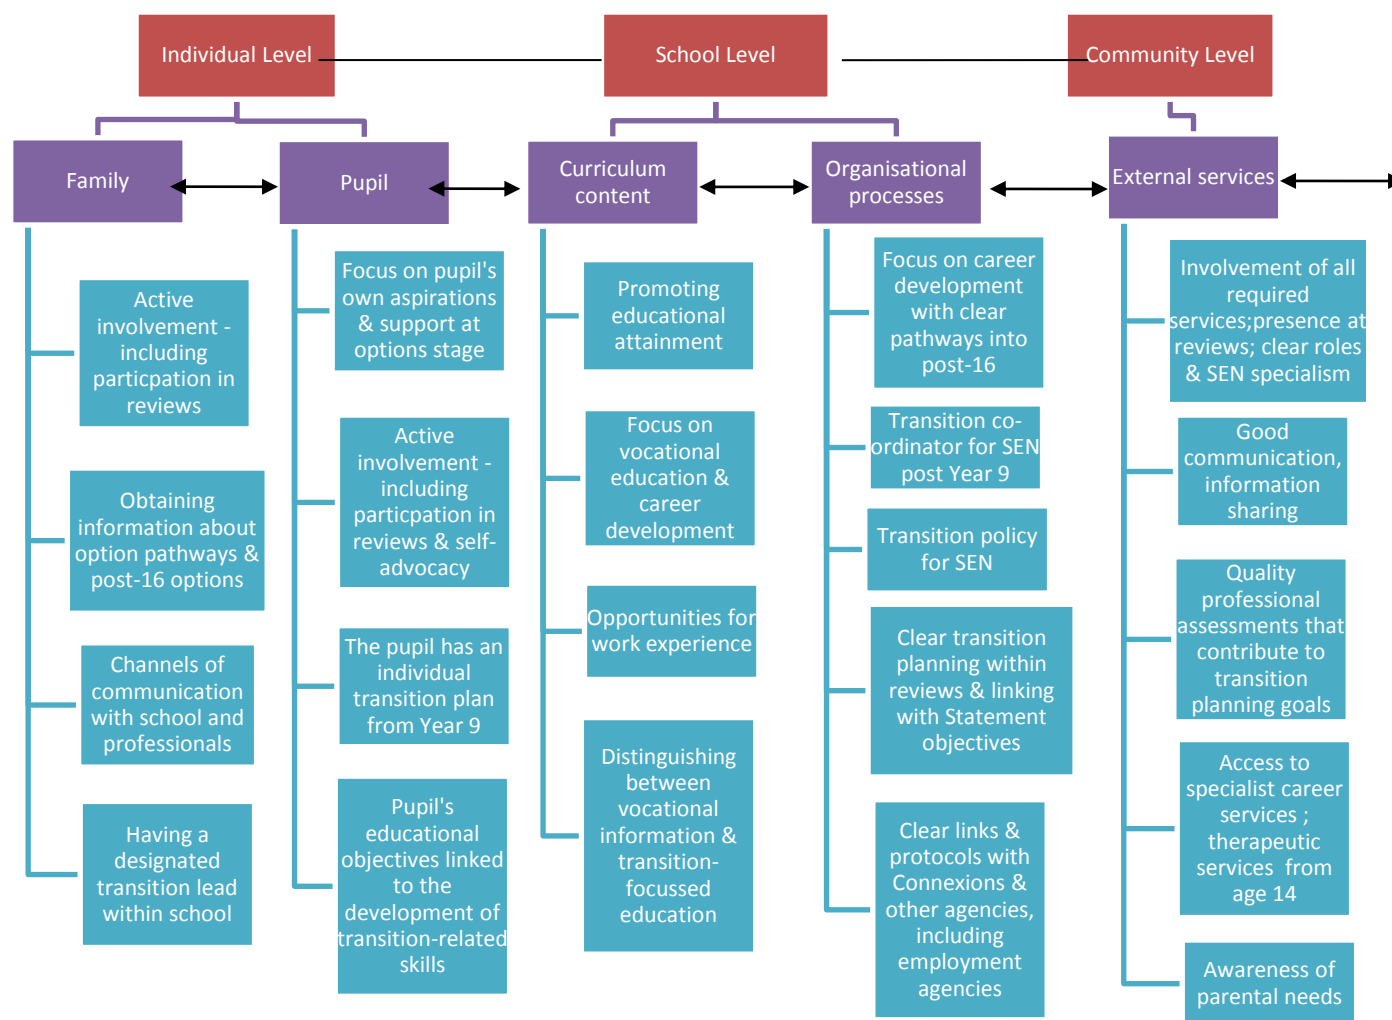 Individual Level
School Level
Community Level
Family
Pupil
Curriculum
content
Organisational
processes
External services
Active
involvement -
including
particpation in
reviews
Obtaining
information about
option pathways &
post-16 options
Channels of
communication
with school and
professionals
Having a
designated
transition lead
within school
Focus on pupil's
own aspirations
& support at
options stage
Active
involvement -
including
particpation in
reviews & self-
advocacy
The pupil has an
individual
transition plan
from Year 9
Pupil's
educational
objectives linked
to the
development of
transition-related
skills
Promoting
educational
attainment
Focus on
vocational
education &
career
development
Opportunities for
work experience
Distinguishing
between
vocational
information &
transition-
focussed
education
Focus on career
development
with clear
pathways into
post-16
Transition co-
ordinator for SEN
post Year 9
Transition policy
for SEN
Clear transition
planning within
reviews & linking
with Statement
objectives
Clear links &
protocols with
Connexions &
other agencies,
including
employment
agencies
Involvement of all
required
services;presence at
reviews; clear roles
& SEN specialism
Good
communication,
information
sharing
Quality
professional
assessments that
contribute to
transition
planning goals
Access to
specialist career
services ;
therapeutic
services  from
age 14
Awareness of
parental needs